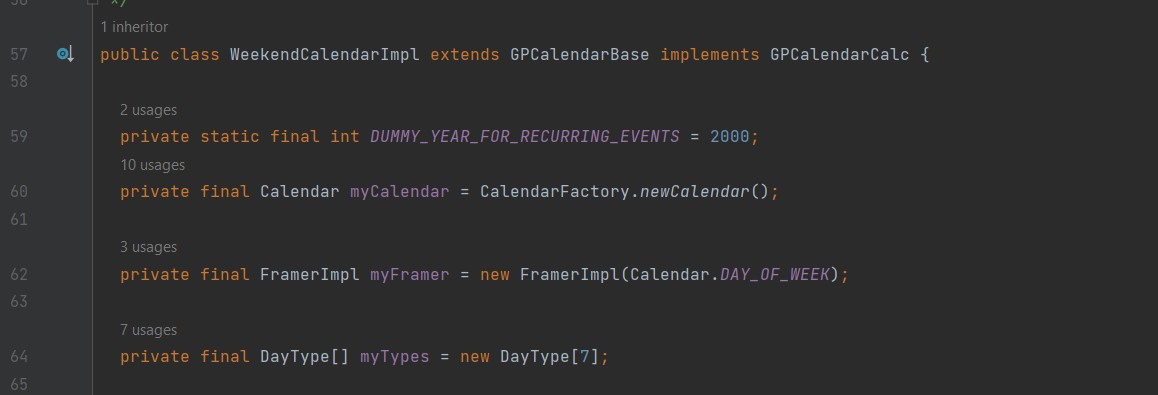 56 */
1 inheritor
57 public class WeekendCalendarImpl extends GPCalendarBase implements GPCalendarCalc {
58
2 usages
59 private static final int DUMMY_YEAR_FOR_RECURRING_EVENTS = 2000;
10 usages
60 private final Calendar myCalendar = CalendarFactory.newCalendar();
61
3 usages
62 private final FramerImpl myFramer = new FramerImpl(Calendar.DAY_OF_WEEK);
63
7 usages
64 private final DayType[] myTypes = new DayType[7];
65